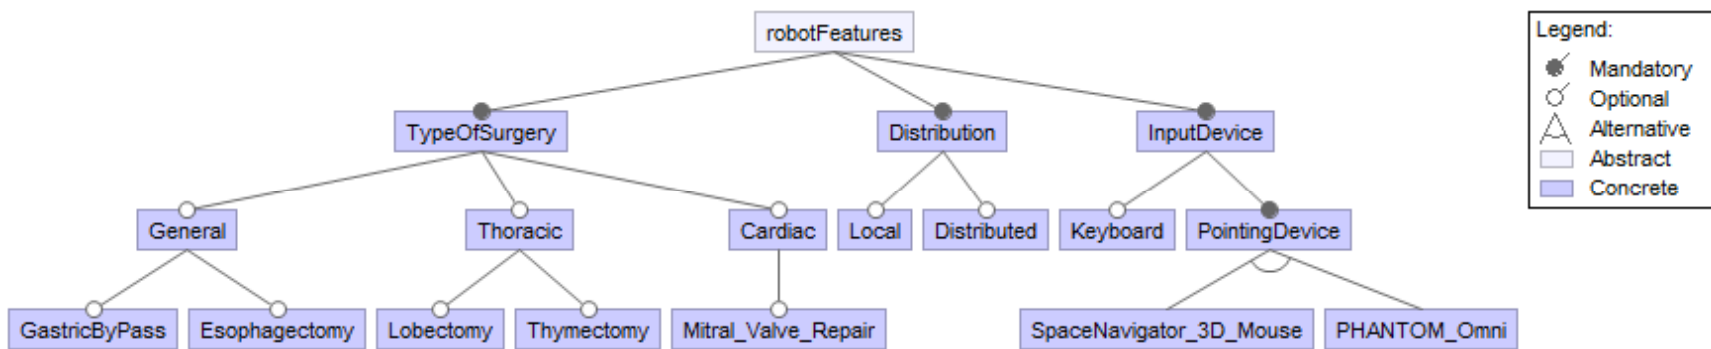 robotFeatures
Legend:
Mandatory
Optional
Alternative
Abstract
Concrete
TypeOfSurgery
Distribution
InputDevice
General
Thoracic
Cardiac
Local
Distributed
Keyboard
PointingDevice
GastricByPass
Esophagectomy
Lobectomy
Thymectomy
Mitral_Valve_Repair
SpaceNavigator_3D_Mouse
PHANTOM_Omni